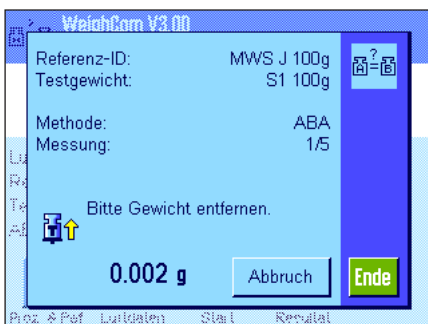 WeighCom V3.00
Referenz-ID: MWS J 100g
Testgewicht: S1 100g
A ? = B
Methode: ABA
Messung: 1/5
Bitte Gewicht entfernen.
0.002 g Abbruch Ende
Start